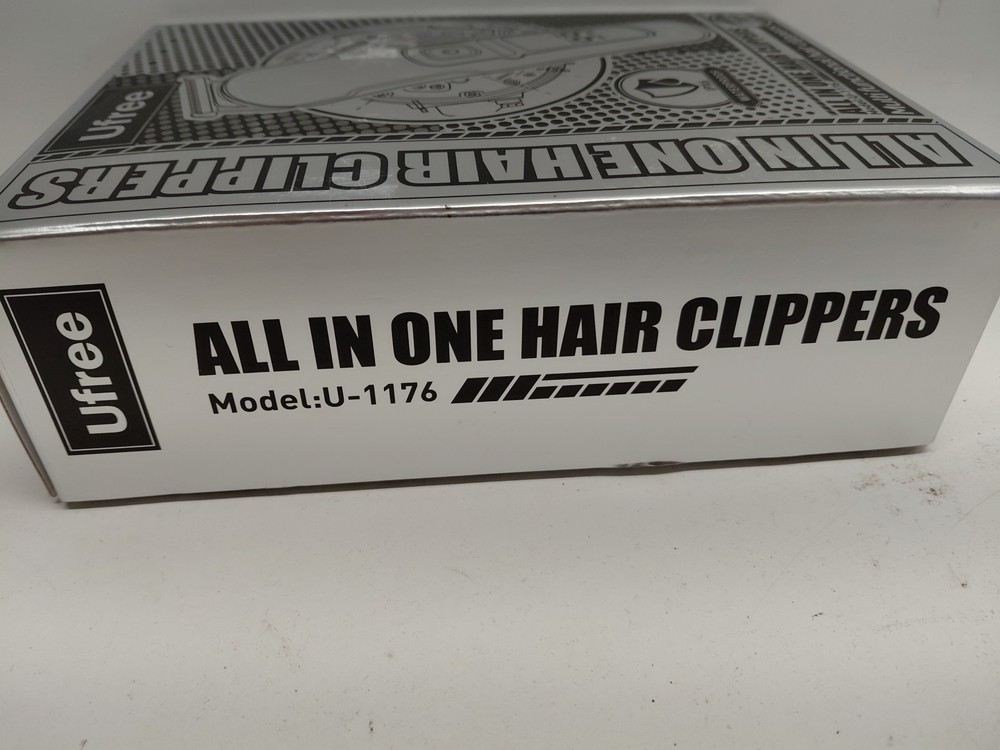 Ufree
ALL IN ONE HAIR CLIPPERS
Ufree
ALL IN ONE HAIR CLIPPERS
Model:U-1176